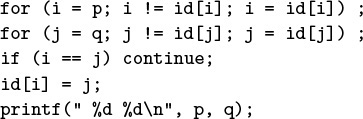 for (i = p; i != id[i]; i = id[i]) ;
for (j = q; j != id[j]; j = id[j]) ;
if (i == j) continue;
id[i] = j;
printf(" %d %d\n", p, q);